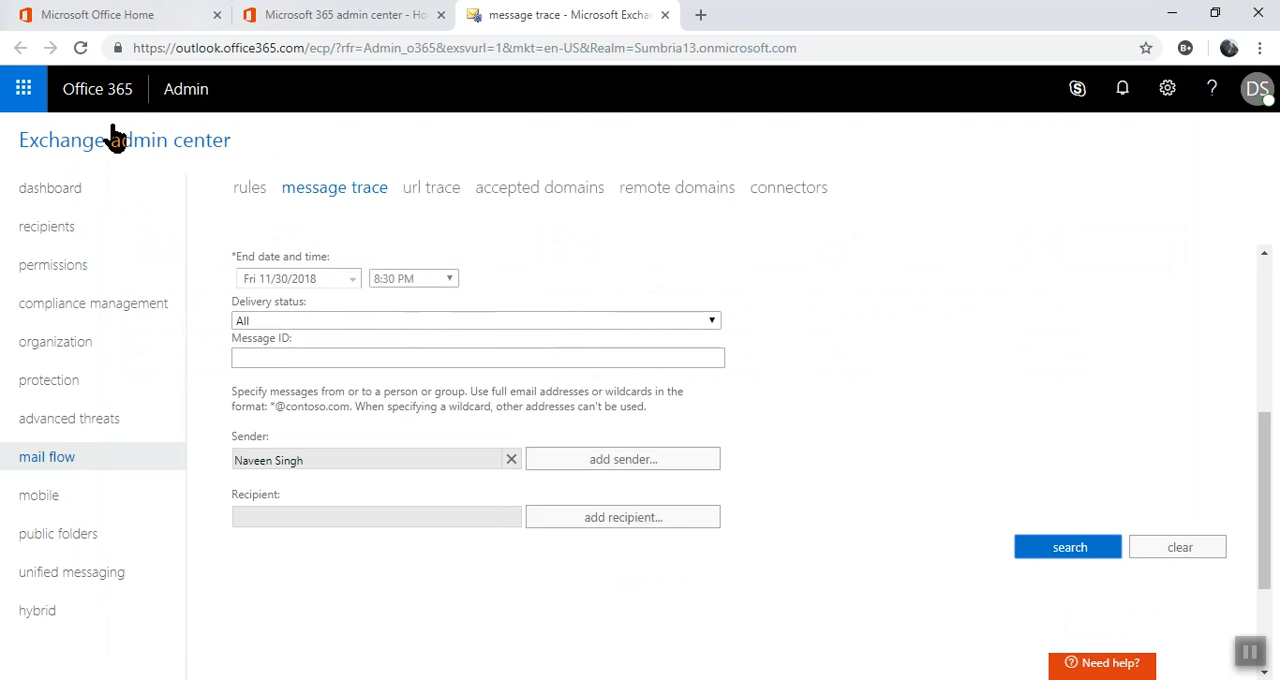 Microsoft Office Home
Microsoft 365 admin center - Ho
message trace - Microsoft Excha
https://outlook.office365.com/ecp/?rfr=Admin_o365&exsvurl=1&mkt=en-US&Realm=Sumbria13.onmicrosoft.com
B+
Office 365
Admin
?
DS
Exchange admin center
dashboard
recipients
permissions
compliance management
organization
protection
advanced threats
mail flow
mobile
public folders
unified messaging
hybrid
rules message trace url trace accepted domains remote domains connectors
*End date and time:
Fri 11/30/2018 8:30 PM
Delivery status:
All
Message ID:
Specify messages from or to a person or group. Use full email addresses or wildcards in the
format: *@contoso.com. When specifying a wildcard, other addresses can't be used.
Sender:
Naveen Singh add sender...
Recipient:
add recipient...
search clear
Need help?